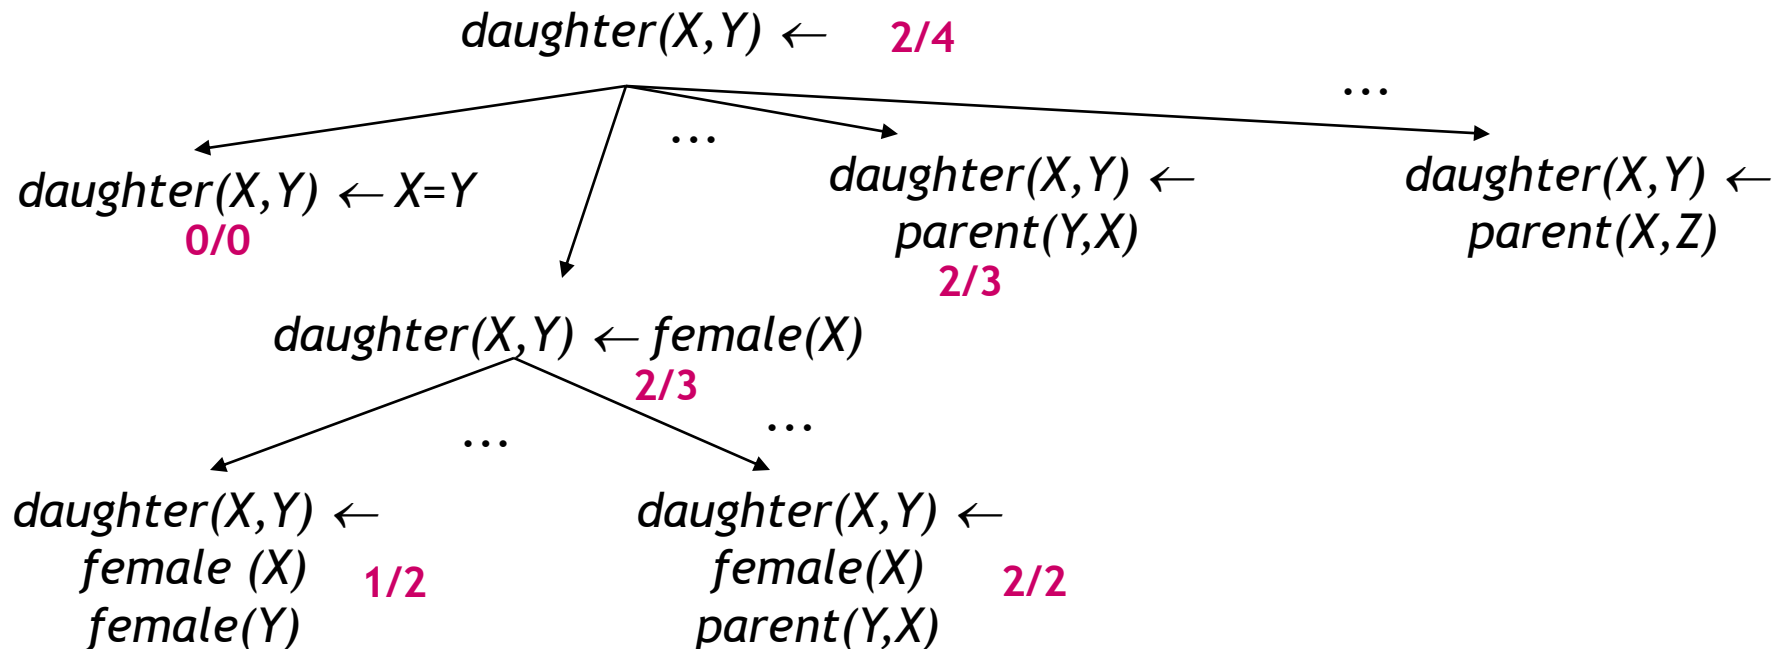 daughter(X,Y) ← 2/4
...
...
daughter(X,Y) ← X=Y
0/0
daughter(X,Y) ←
parent(Y,X)
2/3
daughter(X,Y) ←
parent(X,Z)
daughter(X,Y) ← female(X)
2/3
...
...
daughter(X,Y) ←
female (X) 1/2
female(Y)
daughter(X,Y) ←
female(X) 2/2
parent(Y,X)